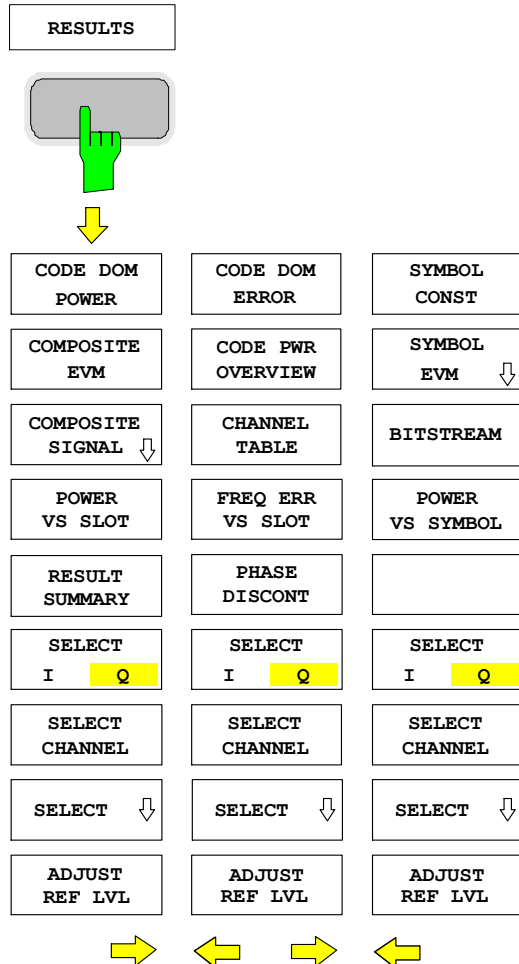 RESULTS
CODE DOM
POWER
COMPOSITE
EVM
COMPOSITE
SIGNAL
POWER
VS SLOT
RESULT
SUMMARY
SELECT
I Q
SELECT
CHANNEL
SELECT
ADJUST
REF LVL
CODE DOM
ERROR
CODE PWR
OVERVIEW
CHANNEL
TABLE
FREQ ERR
VS SLOT
PHASE
DISCONT
SELECT
I Q
SELECT
CHANNEL
SELECT
ADJUST
REF LVL
SYMBOL
CONST
SYMBOL
EVM
BITSTREAM
POWER
VS SYMBOL
SELECT
I Q
SELECT
CHANNEL
SELECT
ADJUST
REF LVL